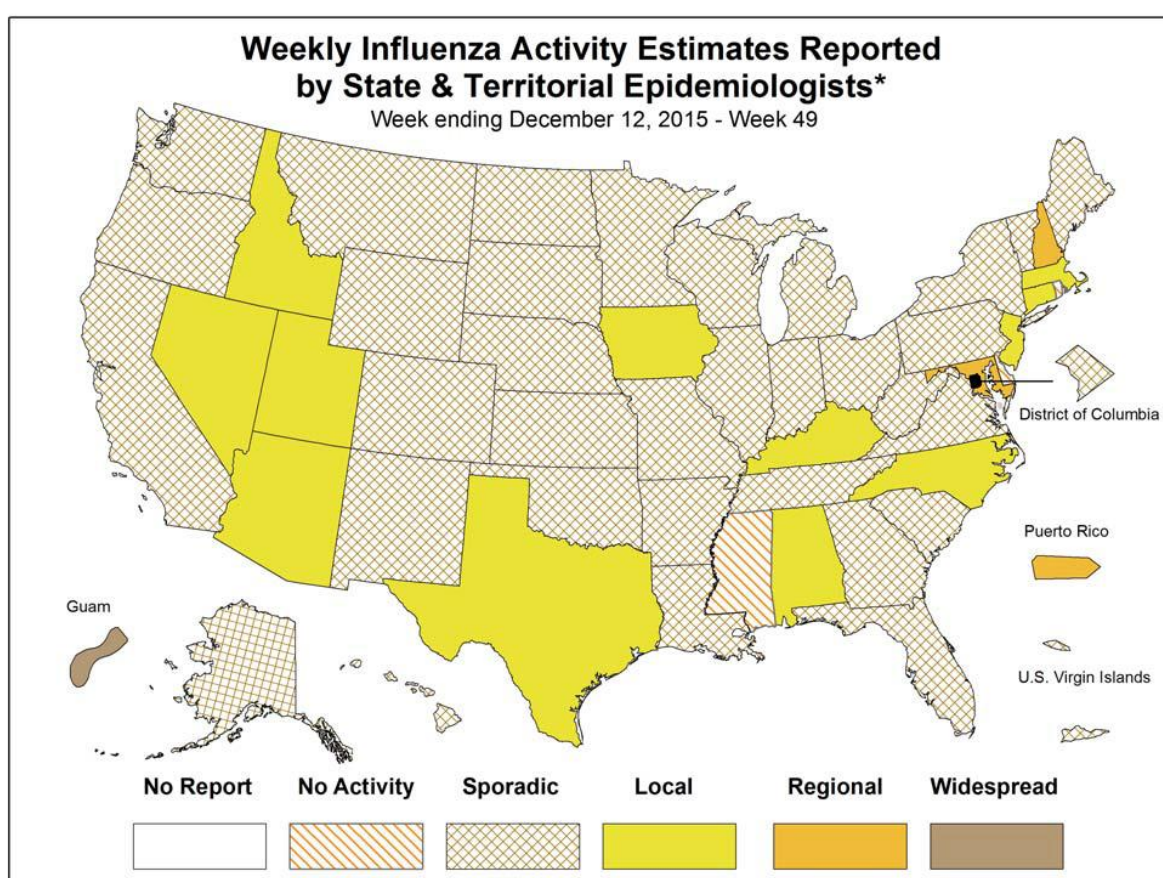 Weekly Influenza Activity Estimates Reported
by State & Territorial Epidemiologists*
Week ending December 12, 2015 - Week 49
District of Columbia
Puerto Rico
Guam
U.S. Virgin Islands
No Report No Activity Sporadic Local Regional Widespread